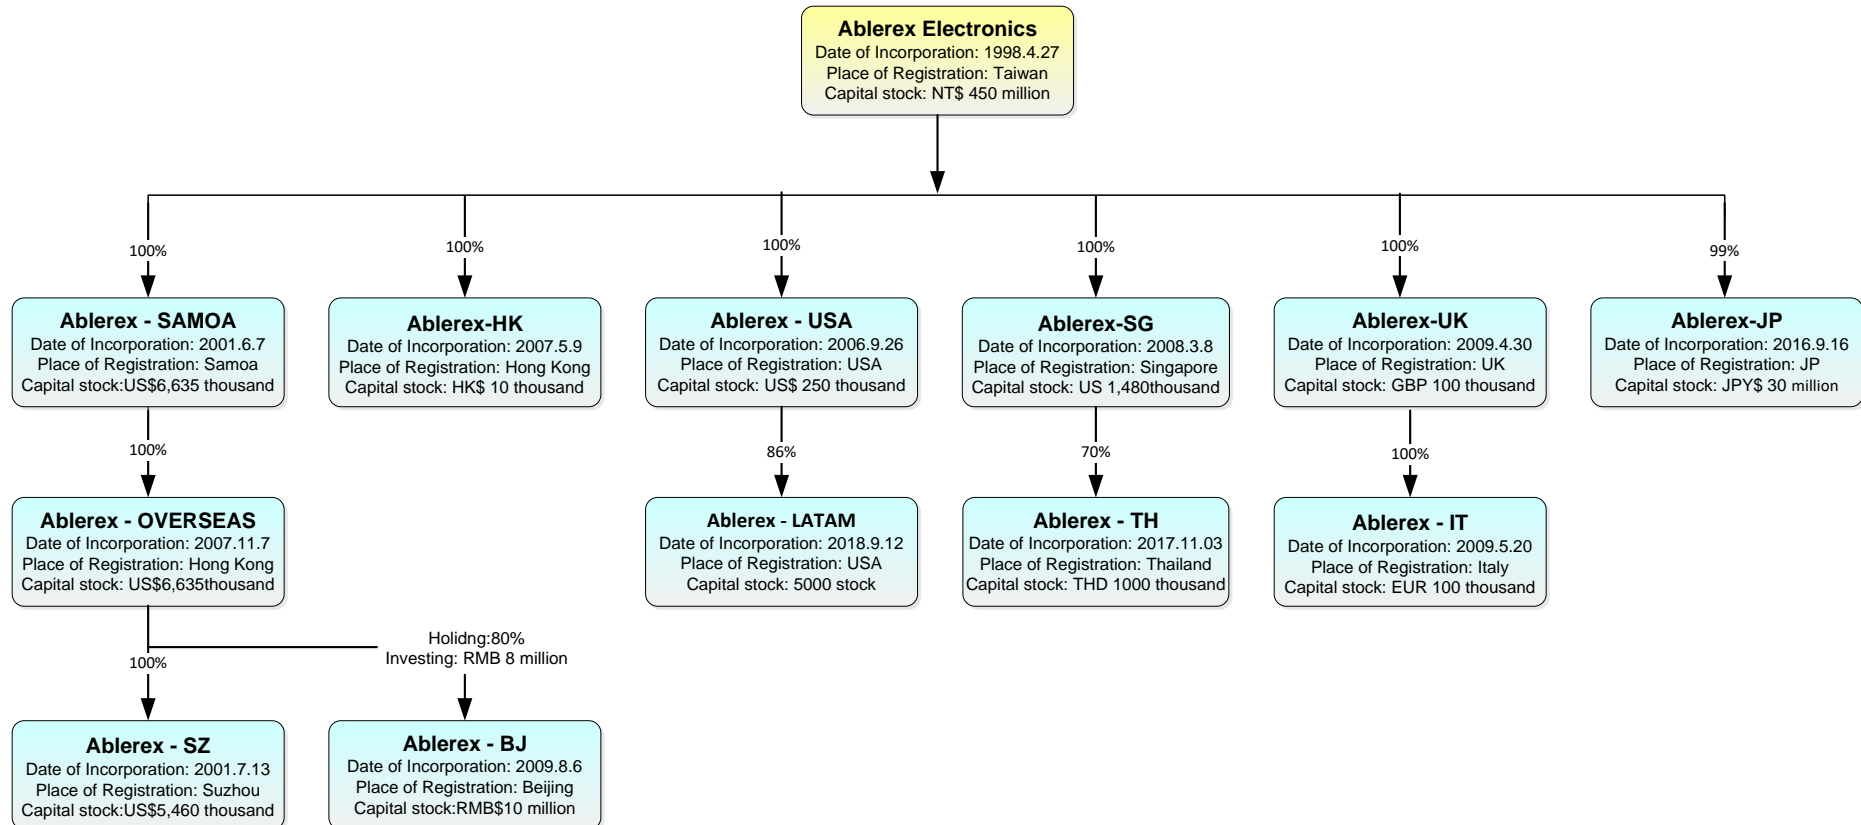 Ablerex Electronics
Date of Incorporation: 1998.4.27
Place of Registration: Taiwan
Capital stock: NT$ 450 million
100%
100%
100%
100%
100%
99%
Ablerex - SAMOA
Date of Incorporation: 2001.6.7
Place of Registration: Samoa
Capital stock:US$6,635 thousand
Ablerex-HK
Date of Incorporation: 2007.5.9
Place of Registration: Hong Kong
Capital stock: HK$ 10 thousand
Ablerex - USA
Date of Incorporation: 2006.9.26
Place of Registration: USA
Capital stock: US$ 250 thousand
Ablerex-SG
Date of Incorporation: 2008.3.8
Place of Registration: Singapore
Capital stock: US 1,480thousand
Ablerex-UK
Date of Incorporation: 2009.4.30
Place of Registration: UK
Capital stock: GBP 100 thousand
Ablerex-JP
Date of Incorporation: 2016.9.16
Place of Registration: JP
Capital stock: JPY$ 30 million
100%
86%
70%
100%
Ablerex - OVERSEAS
Date of Incorporation: 2007.11.7
Place of Registration: Hong Kong
Capital stock: US$6,635thousand
Ablerex - LATAM
Date of Incorporation: 2018.9.12
Place of Registration: USA
Capital stock: 5000 stock
Ablerex - TH
Date of Incorporation: 2017.11.03
Place of Registration: Thailand
Capital stock: THD 1000 thousand
Ablerex - IT
Date of Incorporation: 2009.5.20
Place of Registration: Italy
Capital stock: EUR 100 thousand
100%
Holidng:80%
Investing: RMB 8 million
Ablerex - SZ
Date of Incorporation: 2001.7.13
Place of Registration: Suzhou
Capital stock:US$5,460 thousand
Ablerex - BJ
Date of Incorporation: 2009.8.6
Place of Registration: Beijing
Capital stock:RMB$10 million